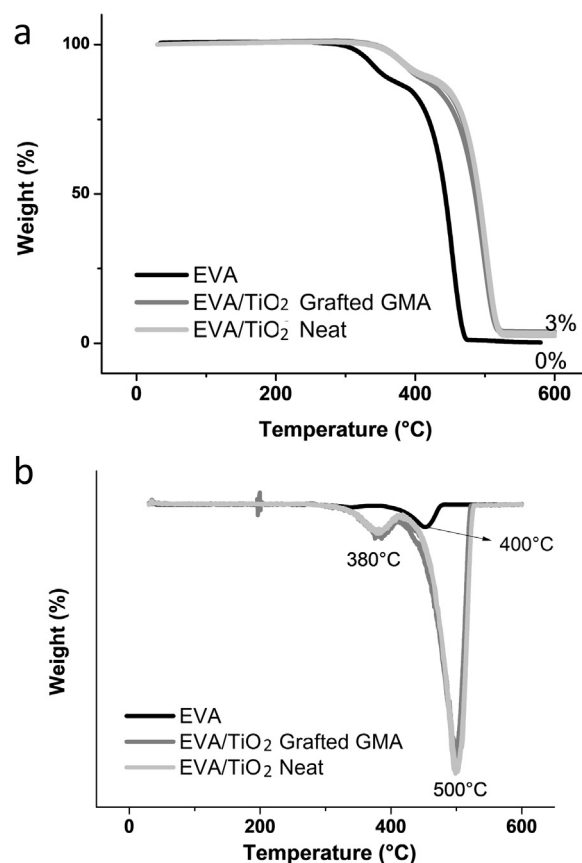 a
100
50
0
Weight (%)
EVA
EVA/TiO2 Grafted GMA
EVA/TiO2 Neat
3%
0%
0
200
400
600
Temperature (°C)
b
Weight (%)
380°C
400°C
EVA
EVA/TiO2 Grafted GMA
EVA/TiO2 Neat
500°C
0
200
400
600
Temperature (°C)